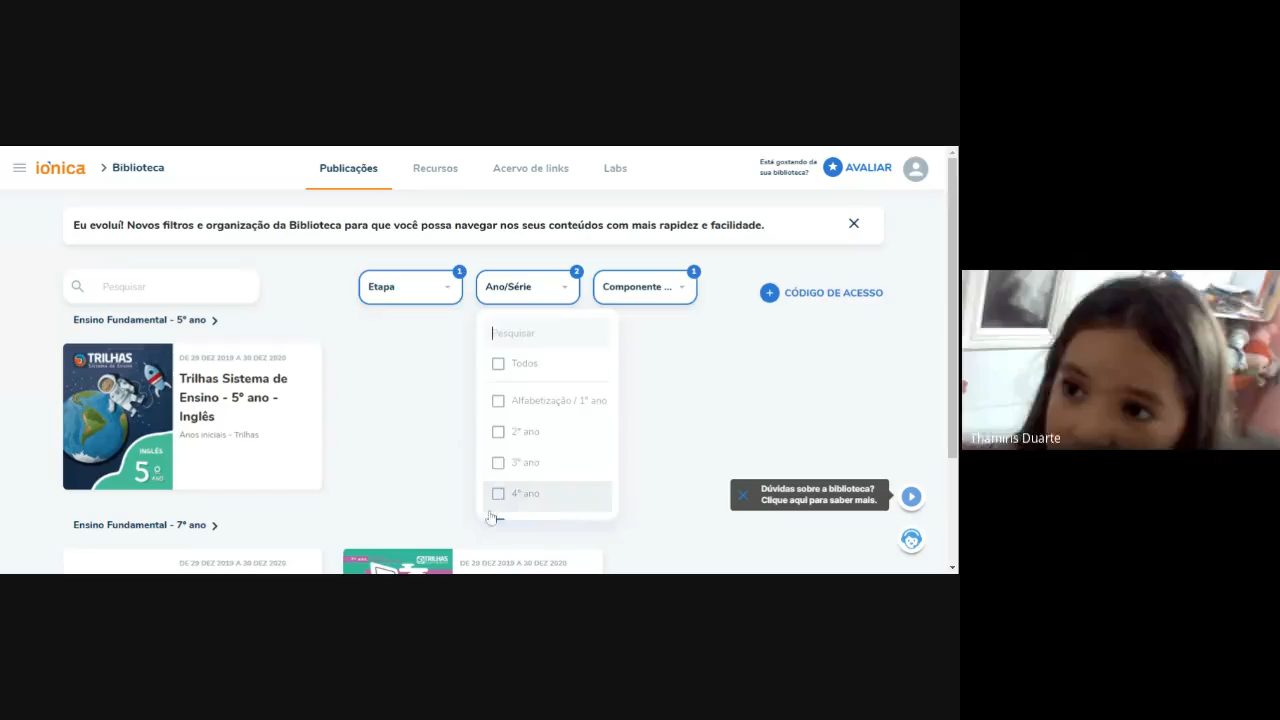 iônica
Biblioteca
Publicações
Recursos
Acervo de links
Labs
Está gostando da
sua biblioteca?
AVALIAR
Eu evoluí! Novos filtros e organização da Biblioteca para que você possa navegar nos seus conteúdos com mais rapidez e facilidade.
Pesquisar
Etapa
1
Ano/Série
2
Componente ...
1
CÓDIGO DE ACESSO
Ensino Fundamental - 5º ano
Pesquisar
Todos
Alfabetização / 1º ano
2º ano
3º ano
4º ano
TRILHAS
Sistema de Ensino
INGLÊS
5º
ANO
DE 29 DEZ 2019 A 30 DEZ 2020
Trilhas Sistema de
Ensino - 5º ano -
Inglês
Anos iniciais - Trilhas
Dúvidas sobre a biblioteca?
Clique aqui para saber mais.
Ensino Fundamental - 7º ano
DE 29 DEZ 2019 A 30 DEZ 2020
TRILHAS
DE 29 DEZ 2019 A 30 DEZ 2020
Thamiris Duarte